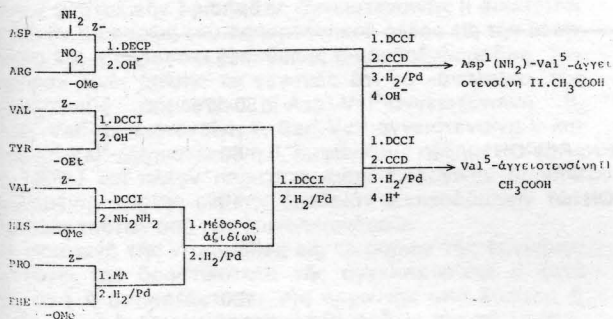 NH2
ASP Z-
1.DECP 1.DCCI
NO2 2.OH- 2.CCD Asp1(NH2)-Val5-άγγει
ARG 3.H2/Pd οτενσίνη II.CH3COOH
-OMe 4.OH-
VAL Z-
1.DCCI 1.DCCI
TYR 2.OH- 2.CCD
-OEt 3.H2/Pd Val5-άγγειοτενσίνη II
VAL Z- 1.DCCI 4.H+ CH3COOH
1.DCCI 2.H2/Pd
HIS 2.Nh2NH2 1.Μέθοδος
-OMe άζιδίων
PRO Z- 2.H2/Pd
1.MA
PHE 2.H2/Pd
-OMe